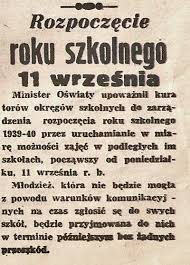 Rozpoczęcie
roku szkolnego
11 września
Minister Oświaty upoważnił kura
torów okręgów szkolnych do zarzą-
dzenia rozpoczęcia roku szkolnego
1939-40 przez uruchamianie w mia-
rę możności zajęć w podległych im
szkołach, począwszy od poniedział-
ku, 11 września r. b.
Młodzież, która nie będzie mogła
z powodu warunków komunikacyj-
nych na czas zgłosić się do swych
szkół, będzie przyjmowana do nich
w terminie późniejszym bez żadnych
przeszkód.